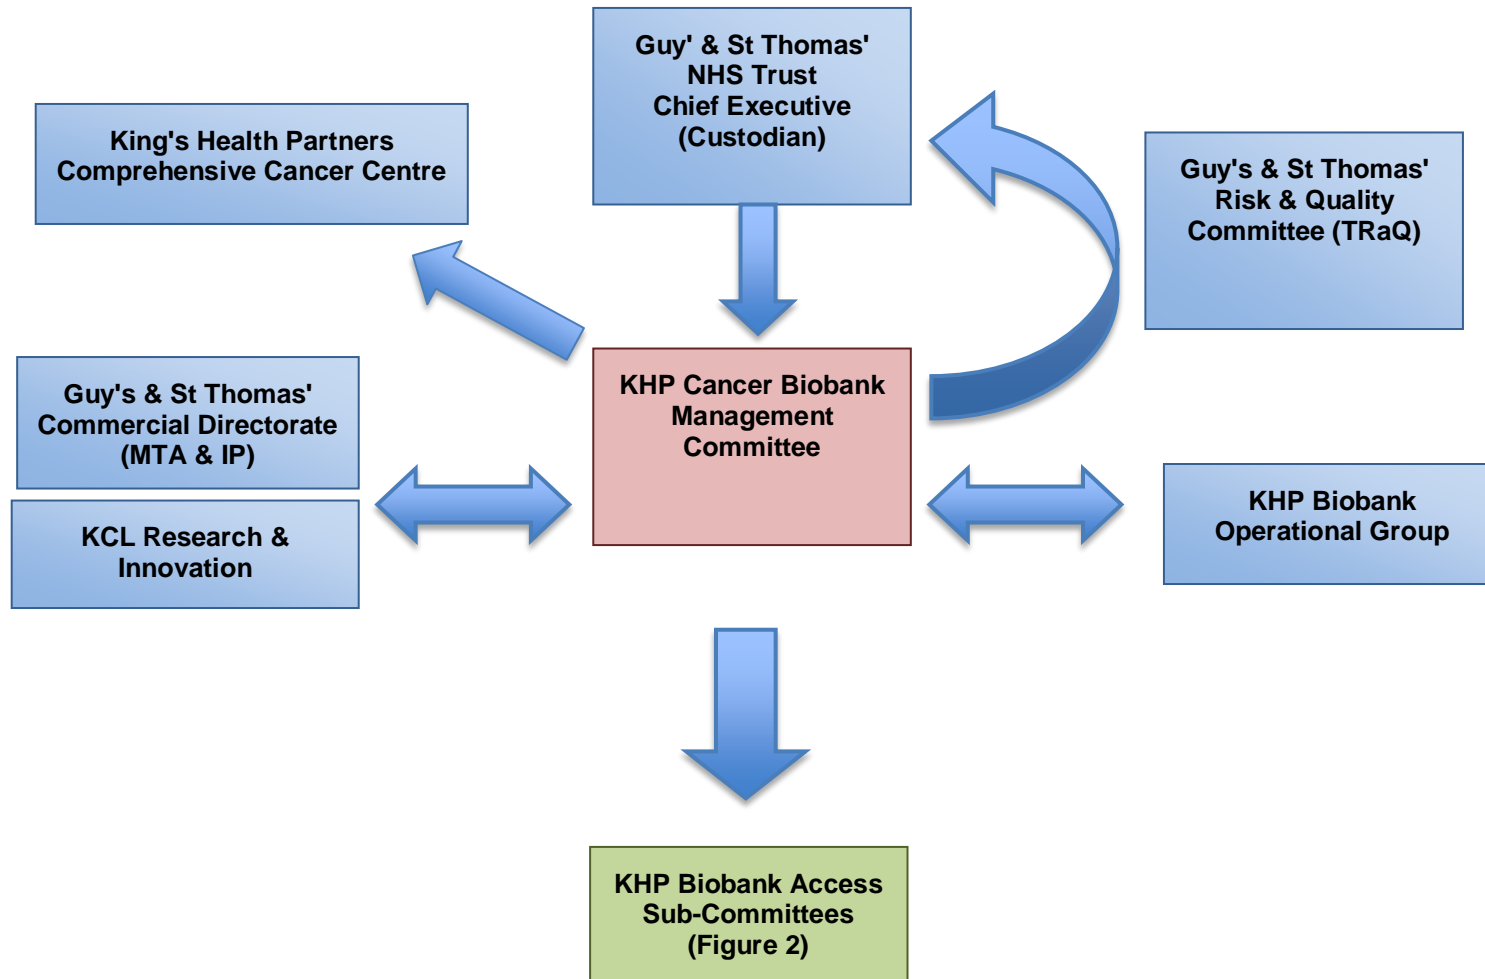 Guy' & St Thomas'
NHS Trust
Chief Executive
(Custodian)
King's Health Partners
Comprehensive Cancer Centre
Guy's & St Thomas'
Risk & Quality
Committee (TRaQ)
Guy's & St Thomas'
Commercial Directorate
(MTA & IP)
KCL Research &
Innovation
KHP Cancer Biobank
Management
Committee
KHP Biobank
Operational Group
KHP Biobank Access
Sub-Committees
(Figure 2)